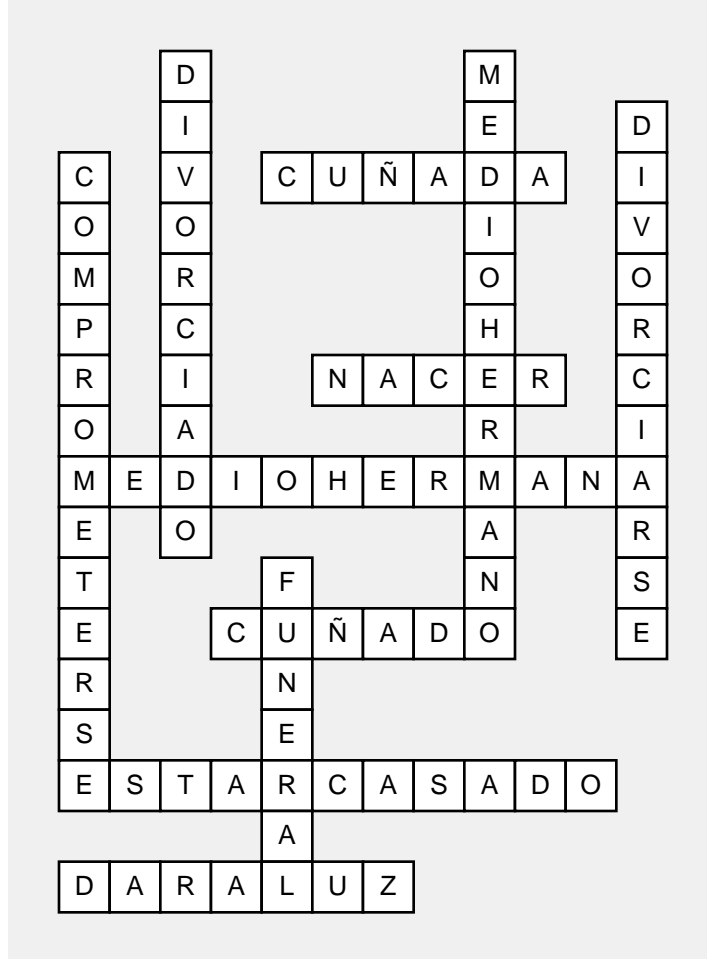 DIVORCIADO
MEDIOHERMANO
DIVORCIARSE
COMPROMETERSE
CUÑADA
NACER
MEDIOHERMANA
FUNERAL
CUÑADO
ESTARCASADO
DARALUZ